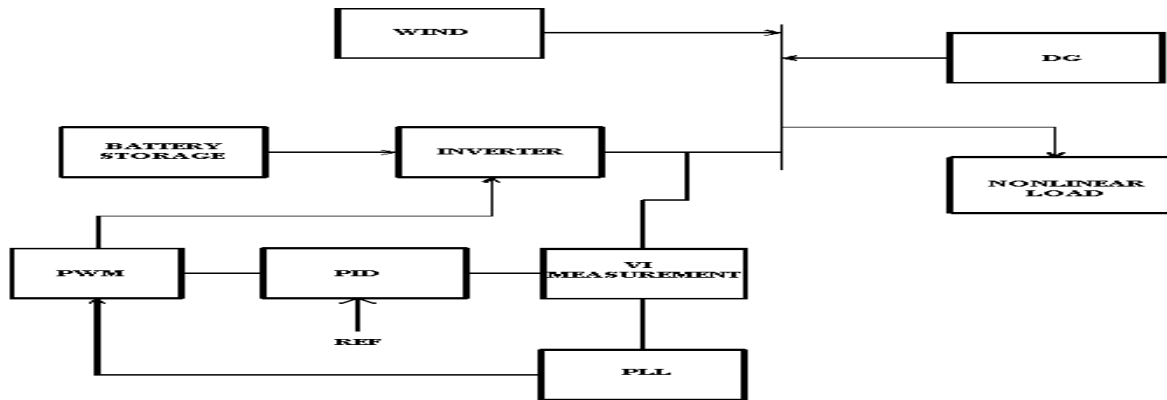 WIND
DG
BATTERY
STORAGE
INVERTER
NONLINEAR
LOAD
PWM
PID
VI
MEASUREMENT
REF
PLL